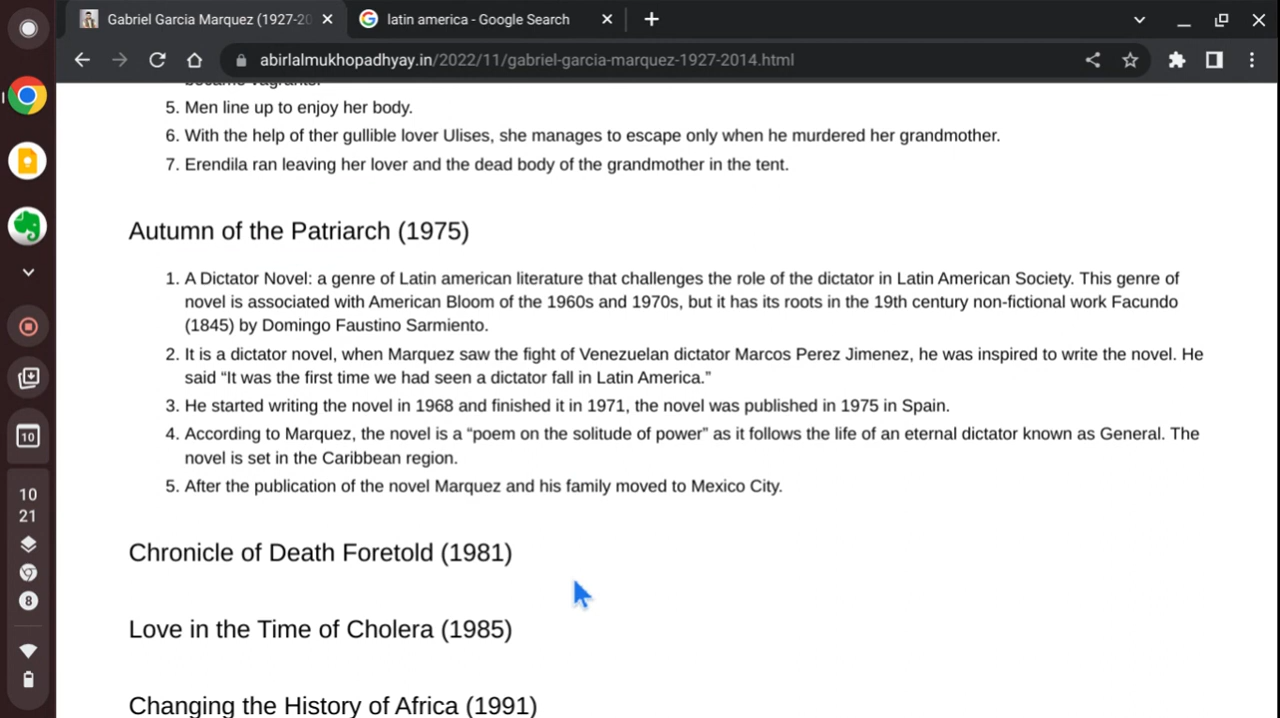 Gabriel Garcia Marquez (1927-20
latin america - Google Search
abirlalmukhopadhyay.in/2022/11/gabriel-garcia-marquez-1927-2014.html
became vagrants.
5. Men line up to enjoy her body.
6. With the help of ther gullible lover Ulises, she manages to escape only when he murdered her grandmother.
7. Erendila ran leaving her lover and the dead body of the grandmother in the tent.
Autumn of the Patriarch (1975)
1. A Dictator Novel: a genre of Latin american literature that challenges the role of the dictator in Latin American Society. This genre of
novel is associated with American Bloom of the 1960s and 1970s, but it has its roots in the 19th century non-fictional work Facundo
(1845) by Domingo Faustino Sarmiento.
2. It is a dictator novel, when Marquez saw the fight of Venezuelan dictator Marcos Perez Jimenez, he was inspired to write the novel. He
said “It was the first time we had seen a dictator fall in Latin America.”
3. He started writing the novel in 1968 and finished it in 1971, the novel was published in 1975 in Spain.
4. According to Marquez, the novel is a “poem on the solitude of power” as it follows the life of an eternal dictator known as General. The
novel is set in the Caribbean region.
5. After the publication of the novel Marquez and his family moved to Mexico City.
Chronicle of Death Foretold (1981)
Love in the Time of Cholera (1985)
Changing the History of Africa (1991)
10
10
21
8